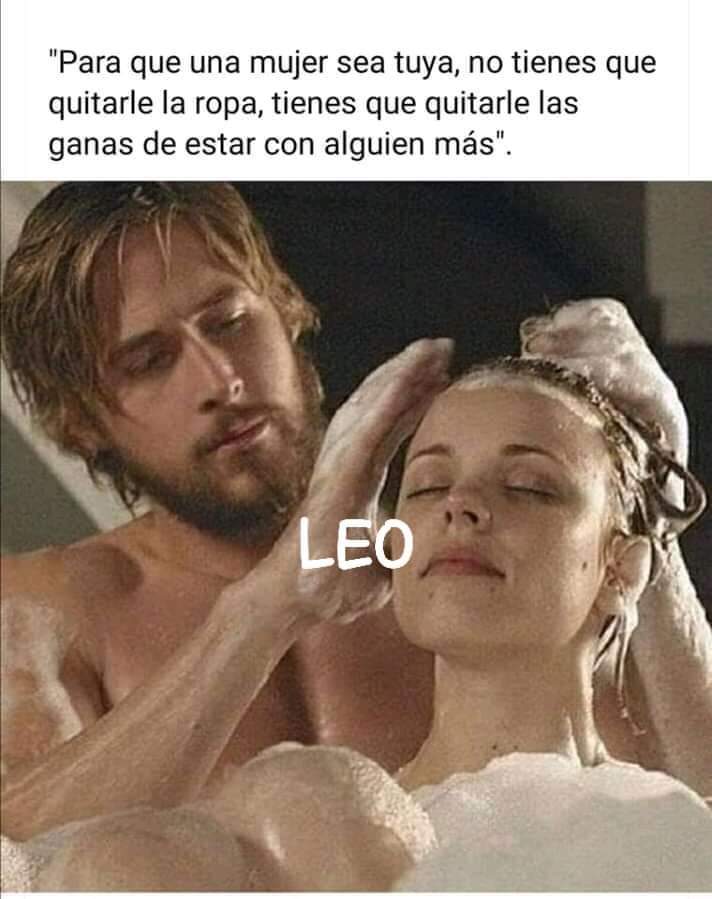 "Para que una mujer sea tuya, no tienes que
quitarle la ropa, tienes que quitarle las
ganas de estar con alguien más".
LEO